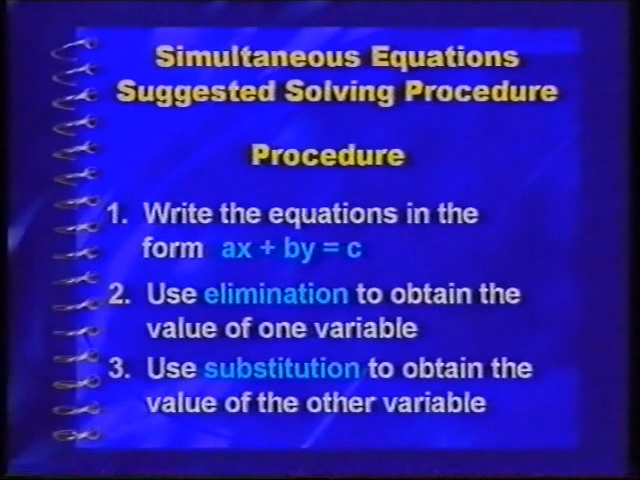 Simultaneous Equations
Suggested Solving Procedure
Procedure
1. Write the equations in the
form ax + by = c
2. Use elimination to obtain the
value of one variable
3. Use substitution to obtain the
value of the other variable